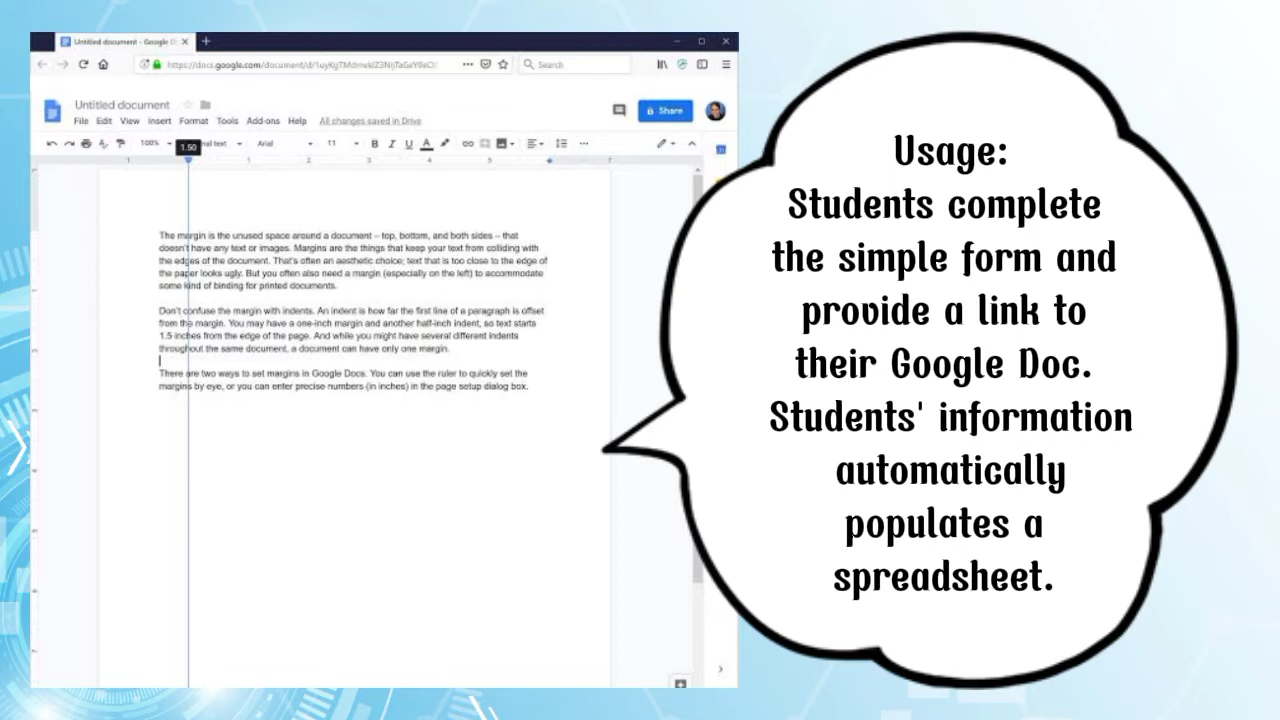 Untitled document - Google D
https://docs.google.com/document/d/1uyKgTMdmeklZ3NIjTaGeY9eCt
Search
Untitled document
File Edit View Insert Format Tools Add-ons Help All changes saved in Drive
Share
100% 1.50 nal text Arial 11 B I U A
1 1 2 3 4 5 7
The margin is the unused space around a document – top, bottom, and both sides – that
doesn't have any text or images. Margins are the things that keep your text from colliding with
the edges of the document. That's often an aesthetic choice; text that is too close to the edge of
the paper looks ugly. But you often also need a margin (especially on the left) to accommodate
some kind of binding for printed documents.
Don't confuse the margin with indents. An indent is how far the first line of a paragraph is offset
from the margin. You may have a one-inch margin and another half-inch indent, so text starts
1.5 inches from the edge of the page. And while you might have several different indents
throughout the same document, a document can have only one margin.
There are two ways to set margins in Google Docs. You can use the ruler to quickly set the
margins by eye, or you can enter precise numbers (in inches) in the page setup dialog box.
Usage:
Students complete
the simple form and
provide a link to
their Google Doc.
Students' information
automatically
populates a
spreadsheet.